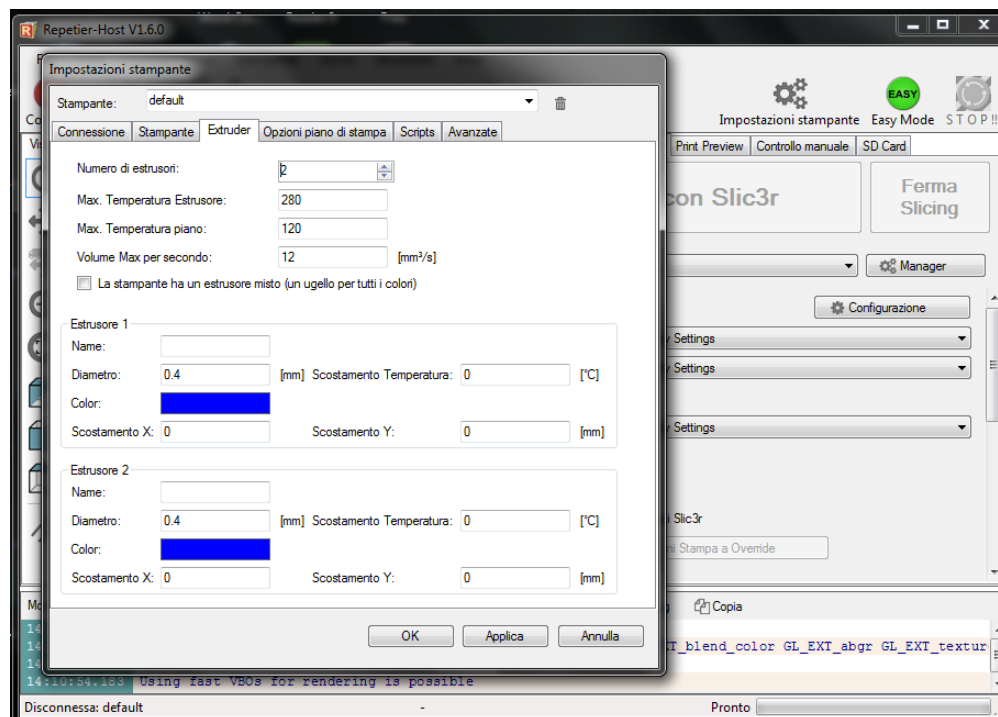 Repetier-Host V1.6.0
Impostazioni stampante
Stampante: default
Impostazioni stampante EASY Easy Mode STOP!!
Connessione Stampante Extruder Opzioni piano di stampa Scripts Avanzate
Print Preview Controllo manuale SD Card
Numero di estrusori: 2
con Slic3r Ferma Slicing
Max. Temperatura Estrusore: 280
Max. Temperatura piano: 120
Volume Max per secondo: 12 [mm³/s]
Manager
La stampante ha un estrusore misto (un ugello per tutti i colori)
Configurazione
Estrusore 1
Settings
Name:
Settings
Diametro: 0.4 [mm] Scostamento Temperatura: 0 [°C]
Color:
Scostamento X: 0 Scostamento Y: 0 [mm]
Settings
Estrusore 2
Name:
Diametro: 0.4 [mm] Scostamento Temperatura: 0 [°C]
Slic3r
Color:
Stampa a Override
Scostamento X: 0 Scostamento Y: 0 [mm]
Copia
OK Applica Annulla
T_blend_color GL_EXT_abgr GL_EXT_textur
14:10:54.183 Using fast VBOs for rendering is possible
Disconnessa: default - Pronto